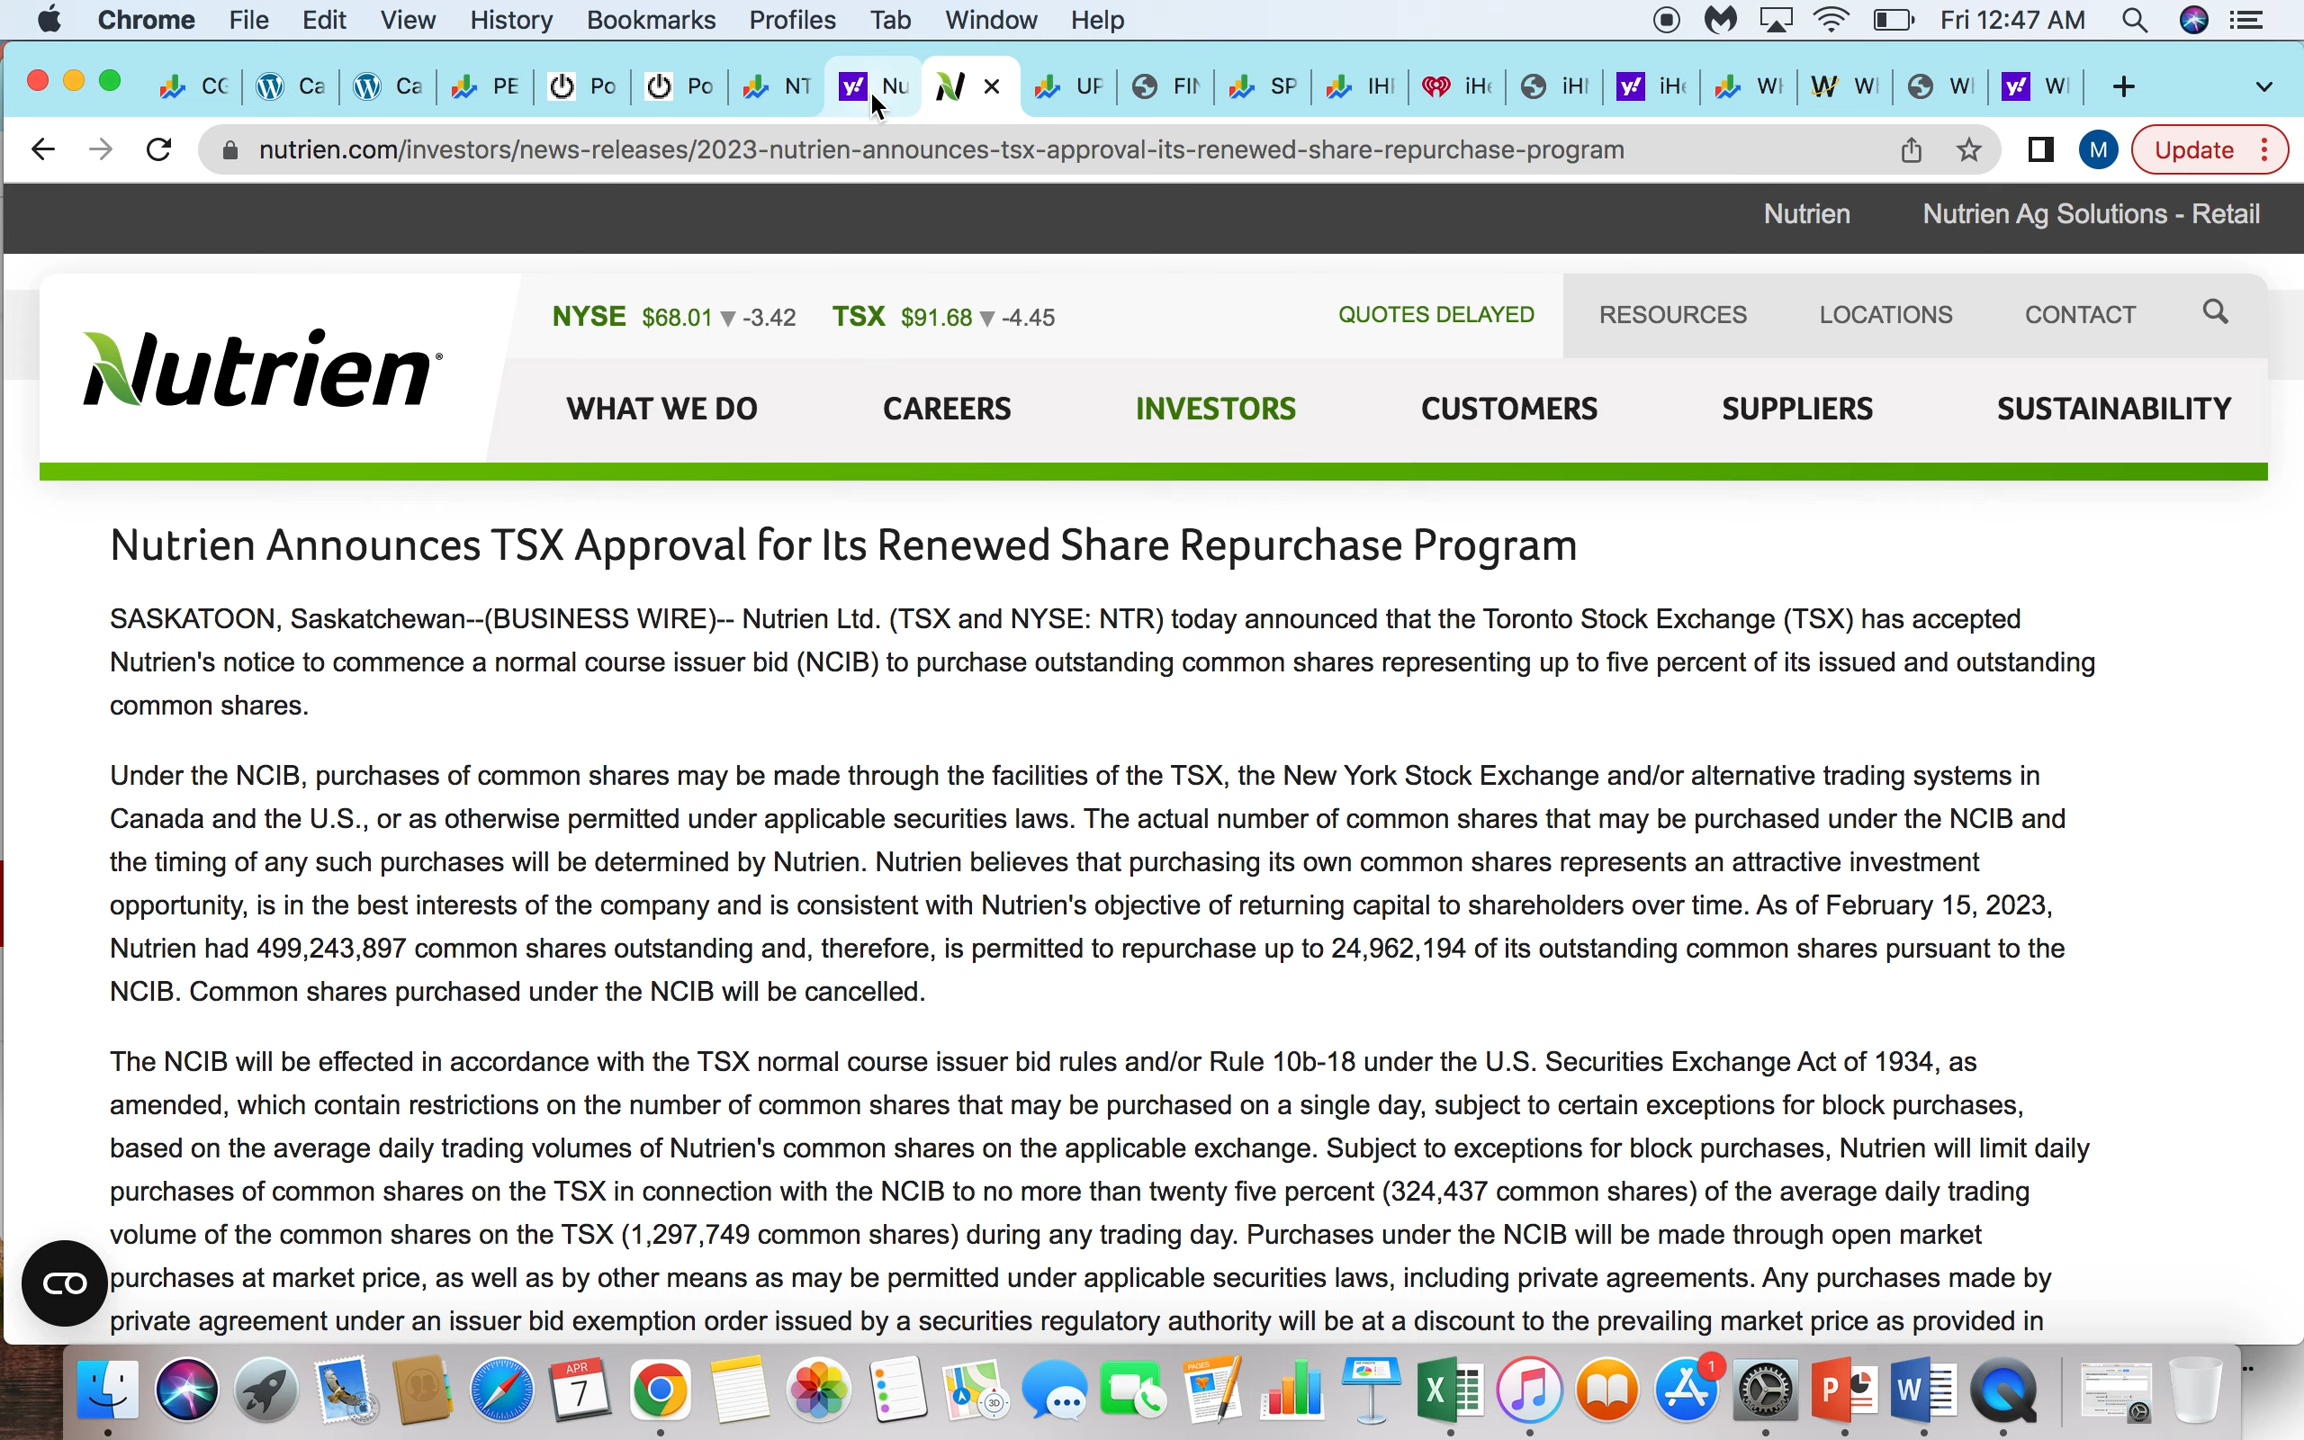 Chrome File Edit View History Bookmarks Profiles Tab Window Help Fri 12:47 AM
CC Ca Ca PE Po Po NT Nu UP FIN SP IHI iHe iHI iHe WH W W W
nutrien.com/investors/news-releases/2023-nutrien-announces-tsx-approval-its-renewed-share-repurchase-program M Update
Nutrien Nutrien Ag Solutions - Retail
NYSE $68.01 ▼ -3.42 TSX $91.68 ▼ -4.45 QUOTES DELAYED RESOURCES LOCATIONS CONTACT
Nutrien®
WHAT WE DO CAREERS INVESTORS CUSTOMERS SUPPLIERS SUSTAINABILITY
Nutrien Announces TSX Approval for Its Renewed Share Repurchase Program
SASKATOON, Saskatchewan--(BUSINESS WIRE)-- Nutrien Ltd. (TSX and NYSE: NTR) today announced that the Toronto Stock Exchange (TSX) has accepted
Nutrien's notice to commence a normal course issuer bid (NCIB) to purchase outstanding common shares representing up to five percent of its issued and outstanding
common shares.
Under the NCIB, purchases of common shares may be made through the facilities of the TSX, the New York Stock Exchange and/or alternative trading systems in
Canada and the U.S., or as otherwise permitted under applicable securities laws. The actual number of common shares that may be purchased under the NCIB and
the timing of any such purchases will be determined by Nutrien. Nutrien believes that purchasing its own common shares represents an attractive investment
opportunity, is in the best interests of the company and is consistent with Nutrien's objective of returning capital to shareholders over time. As of February 15, 2023,
Nutrien had 499,243,897 common shares outstanding and, therefore, is permitted to repurchase up to 24,962,194 of its outstanding common shares pursuant to the
NCIB. Common shares purchased under the NCIB will be cancelled.
The NCIB will be effected in accordance with the TSX normal course issuer bid rules and/or Rule 10b-18 under the U.S. Securities Exchange Act of 1934, as
amended, which contain restrictions on the number of common shares that may be purchased on a single day, subject to certain exceptions for block purchases,
based on the average daily trading volumes of Nutrien's common shares on the applicable exchange. Subject to exceptions for block purchases, Nutrien will limit daily
purchases of common shares on the TSX in connection with the NCIB to no more than twenty five percent (324,437 common shares) of the average daily trading
volume of the common shares on the TSX (1,297,749 common shares) during any trading day. Purchases under the NCIB will be made through open market
purchases at market price, as well as by other means as may be permitted under applicable securities laws, including private agreements. Any purchases made by
private agreement under an issuer bid exemption order issued by a securities regulatory authority will be at a discount to the prevailing market price as provided in
APR
7
PAGES
3D
1